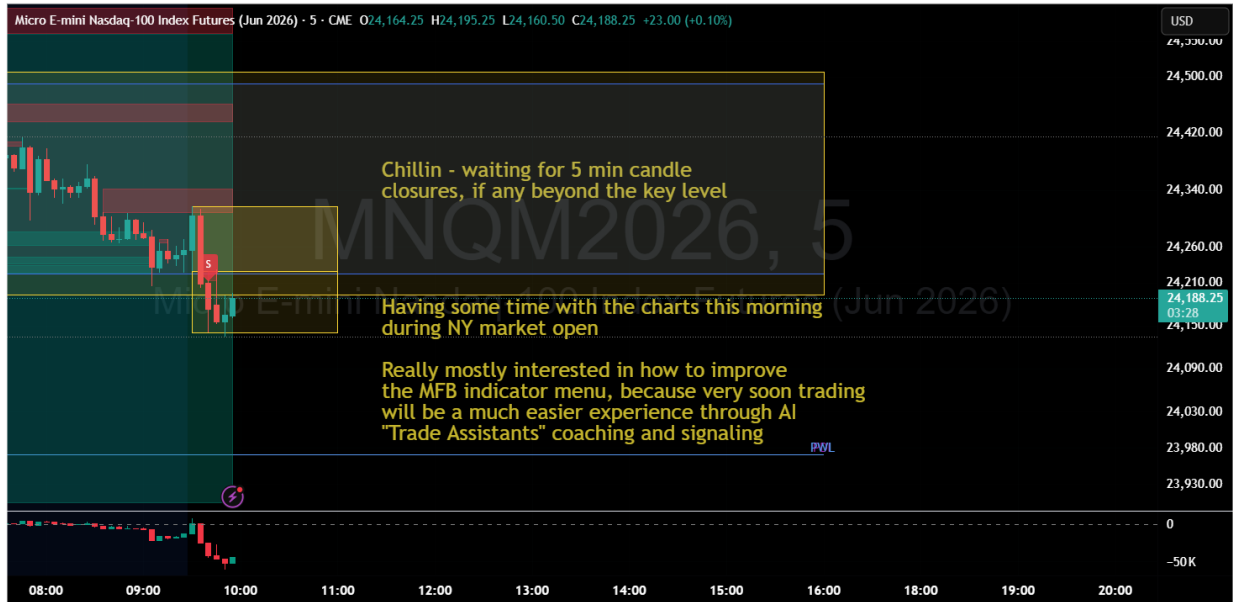 Micro E-mini Nasdaq-100 Index Futures (Jun 2026) · 5 · CME O24,164.25 H24,195.25 L24,160.50 C24,188.25 +23.00 (+0.10%)
USD
24,550.00
24,500.00
24,420.00
Chillin - waiting for 5 min candle
closures, if any beyond the key level
24,340.00
MNQM2026, 5
24,260.00
S
24,210.00
Micro E-mini Nasdaq-100 Index Futures (Jun 2026)
24,188.25
03:28
Having some time with the charts this morning
during NY market open
24,150.00
24,090.00
Really mostly interested in how to improve
the MFB indicator menu, because very soon trading
will be a much easier experience through AI
"Trade Assistants" coaching and signaling
24,030.00
PWL
23,980.00
23,930.00
0
−50K
08:00 09:00 10:00 11:00 12:00 13:00 14:00 15:00 16:00 17:00 18:00 19:00 20:00